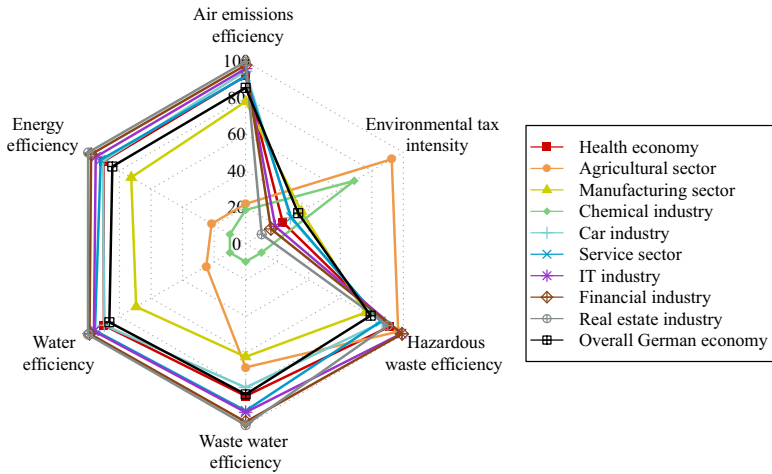 Air emissions
efficiency
100
80
60
40
20
0
Environmental tax
intensity
Energy
efficiency
Water
efficiency
Hazardous
waste efficiency
Waste water
efficiency
Health economy
Agricultural sector
Manufacturing sector
Chemical industry
Car industry
Service sector
IT industry
Financial industry
Real estate industry
Overall German economy